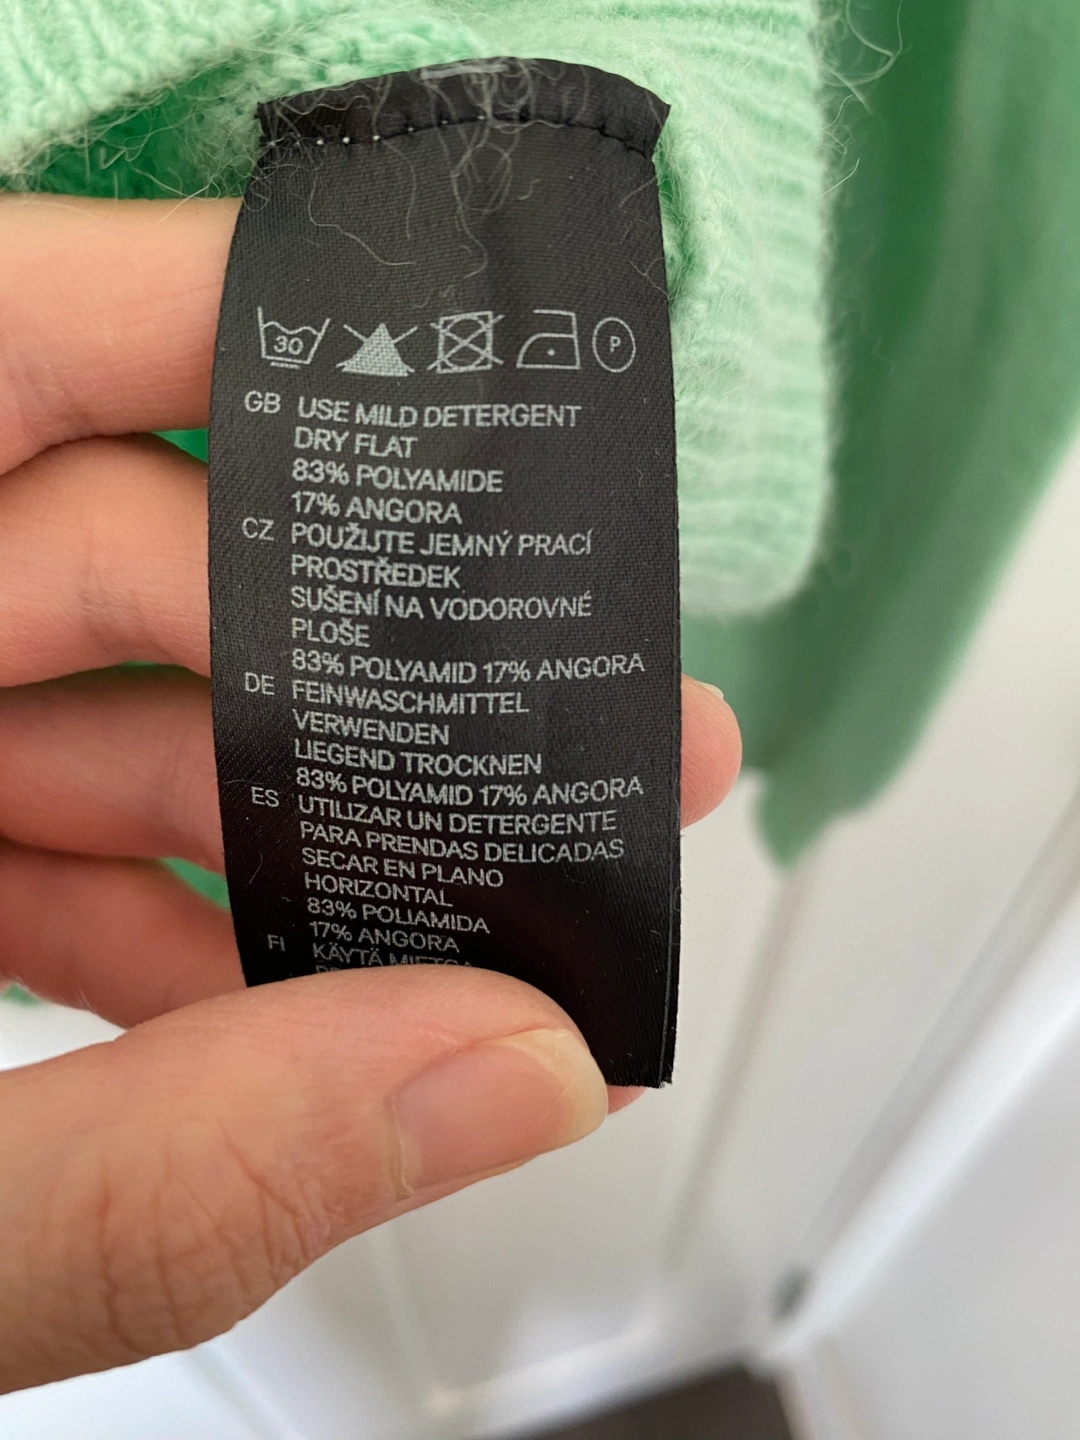 30 P
GB USE MILD DETERGENT
DRY FLAT
83% POLYAMIDE
17% ANGORA
CZ POUŽIJTE JEMNÝ PRACÍ
PROSTŘEDEK
SUŠENÍ NA VODOROVNÉ
PLOŠE
83% POLYAMID 17% ANGORA
DE FEINWASCHMITTEL
VERWENDEN
LIEGEND TROCKNEN
83% POLYAMID 17% ANGORA
ES UTILIZAR UN DETERGENTE
PARA PRENDAS DELICADAS
SECAR EN PLANO
HORIZONTAL
83% POLIAMIDA
17% ANGORA
FI KÄYTÄ